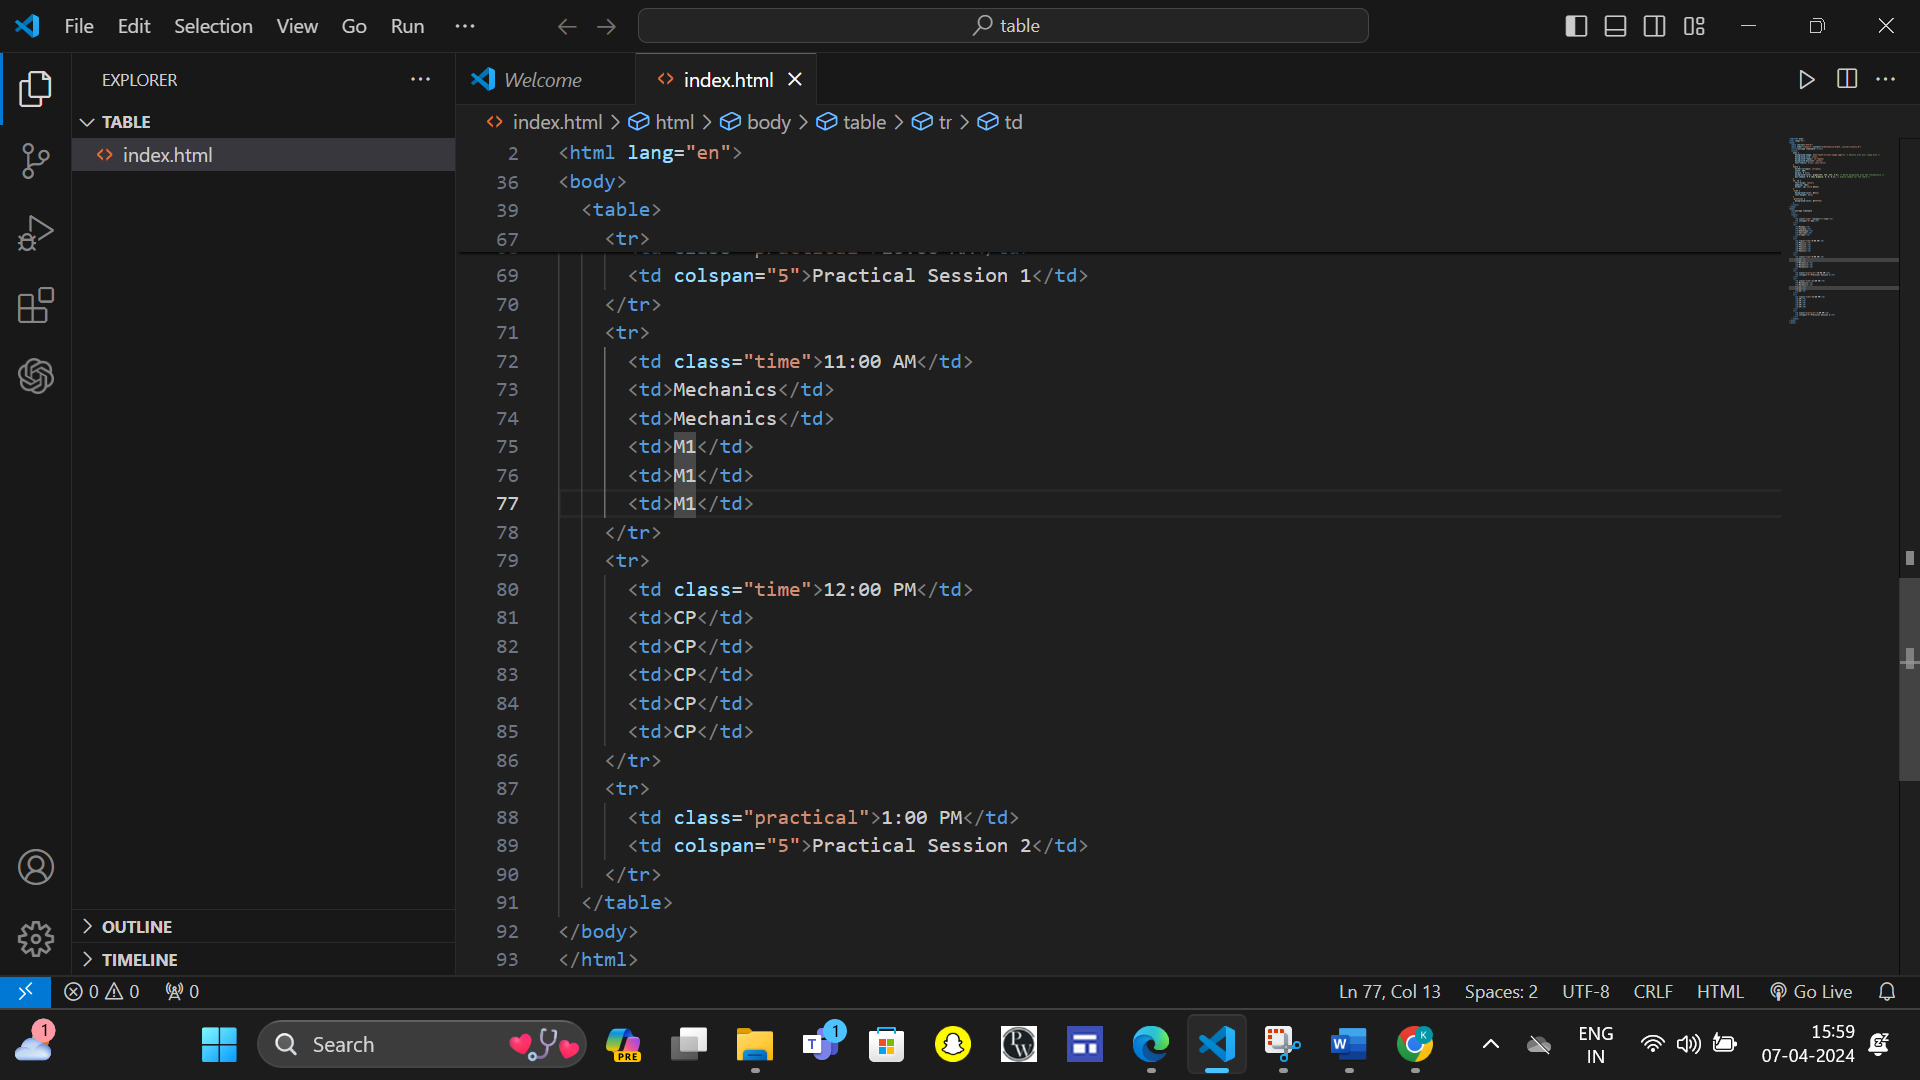 File Edit Selection View Go Run ···
table
EXPLORER ···
TABLE
index.html
OUTLINE
TIMELINE
Welcome
index.html
index.html > html > body > table > tr > td
2 <html lang="en">
36 <body>
39 <table>
67 <tr>
69 <td colspan="5">Practical Session 1</td>
70 </tr>
71 <tr>
72 <td class="time">11:00 AM</td>
73 <td>Mechanics</td>
74 <td>Mechanics</td>
75 <td>M1</td>
76 <td>M1</td>
77 <td>M1</td>
78 </tr>
79 <tr>
80 <td class="time">12:00 PM</td>
81 <td>CP</td>
82 <td>CP</td>
83 <td>CP</td>
84 <td>CP</td>
85 <td>CP</td>
86 </tr>
87 <tr>
88 <td class="practical">1:00 PM</td>
89 <td colspan="5">Practical Session 2</td>
90 </tr>
91 </table>
92 </body>
93 </html>
0 0 0 Ln 77, Col 13 Spaces: 2 UTF-8 CRLF HTML Go Live
1 Search PRE T 1 PW W K ENG 15:59
IN 07-04-2024